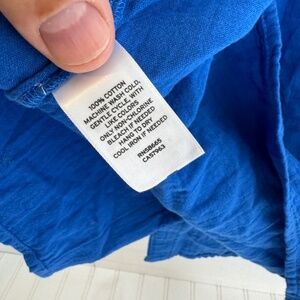 100% COTTON
MACHINE WASH COLD,
GENTLE CYCLE, WITH
LIKE COLORS
ONLY NON-CHLORINE
BLEACH IF NEEDED
HANG TO DRY
COOL IRON IF NEEDED
RN58665
CA57963